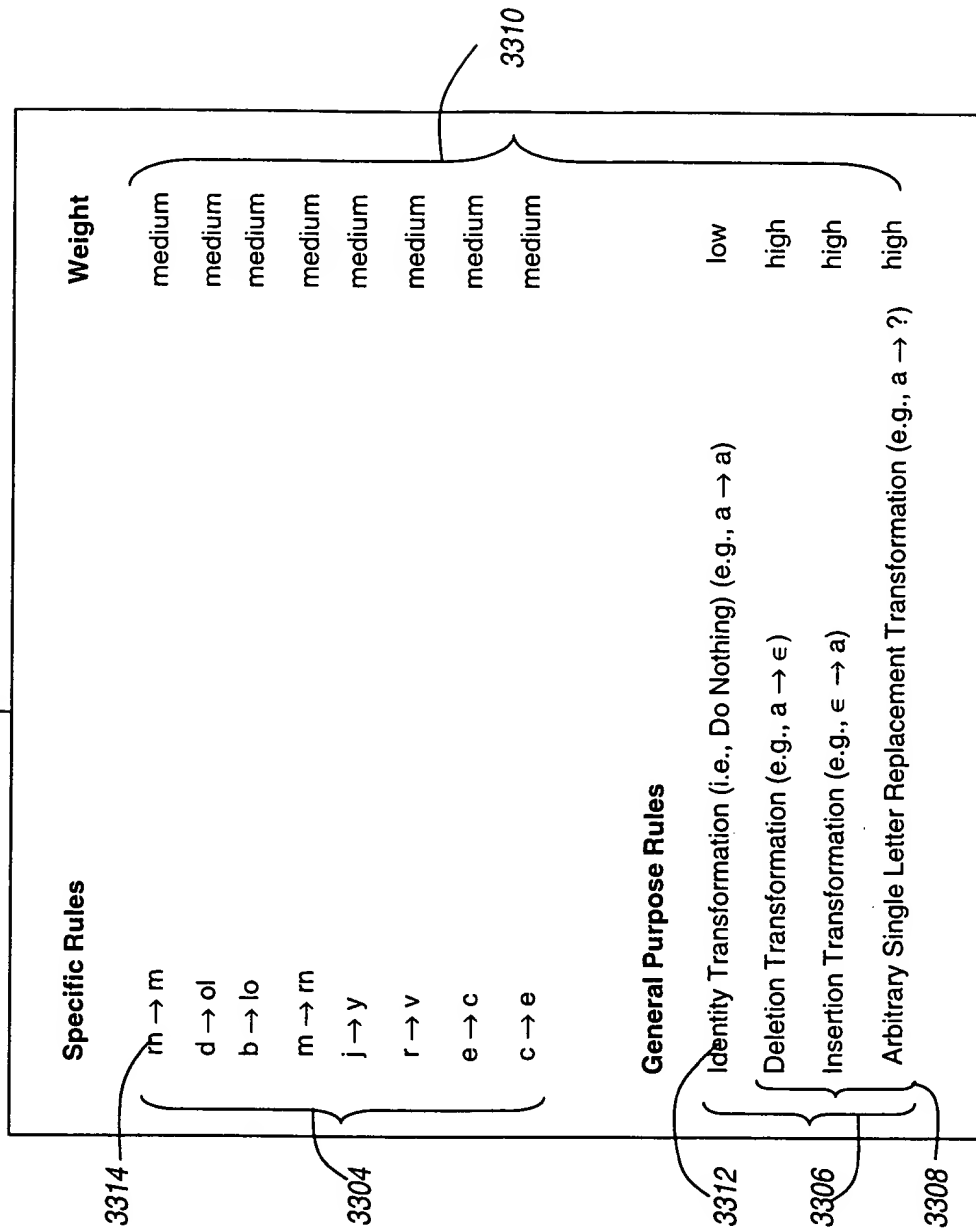 Specific Rules Weight
3314
rn → m medium
d → ol medium
b → lo medium
m → rn medium
j → y medium
r → v medium
e → c medium
c → e medium
3304
3310
General Purpose Rules
3312
Identity Transformation (i.e., Do Nothing) (e.g., a → a) low
Deletion Transformation (e.g., a → ∈) high
Insertion Transformation (e.g., ∈ → a) high
Arbitrary Single Letter Replacement Transformation (e.g., a → ?) high
3306
3308